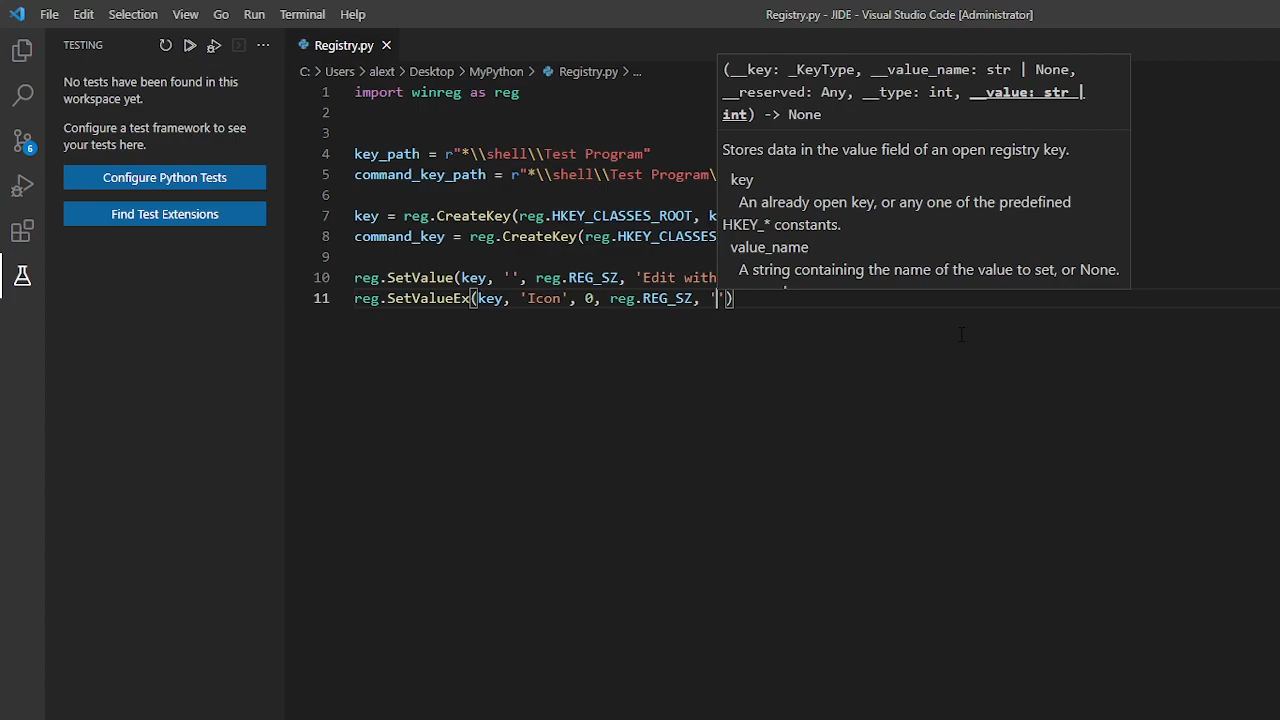 File Edit Selection View Go Run Terminal Help
Registry.py - JIDE - Visual Studio Code [Administrator]
TESTING
No tests have been found in this
workspace yet.
Configure a test framework to see
your tests here.
Configure Python Tests
Find Test Extensions
6
Registry.py
C: > Users > alext > Desktop > MyPython > Registry.py > ...
1 import winreg as reg
2
3
4 key_path = r"*\\shell\\Test Program"
5 command_key_path = r"*\\shell\\Test Program\
6
7 key = reg.CreateKey(reg.HKEY_CLASSES_ROOT, k
8 command_key = reg.CreateKey(reg.HKEY_CLASSES
9
10 reg.SetValue(key, '', reg.REG_SZ, 'Edit with
11 reg.SetValueEx(key, 'Icon', 0, reg.REG_SZ, '')
(__key: _KeyType, __value_name: str | None,
__reserved: Any, __type: int, __value: str |
int) -> None
Stores data in the value field of an open registry key.
key
An already open key, or any one of the predefined
HKEY_* constants.
value_name
A string containing the name of the value to set, or None.